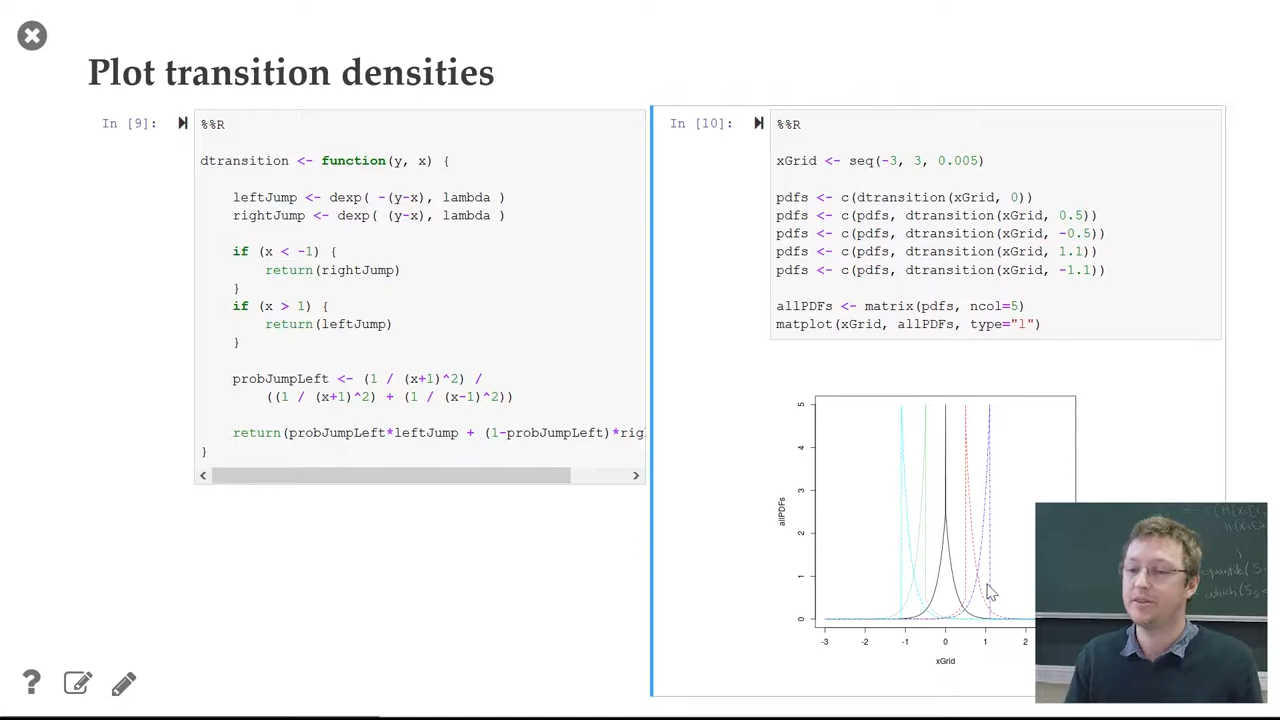 Plot transition densities
In [9]:
%%R
dtransition <- function(y, x) {
leftJump <- dexp( -(y-x), lambda )
rightJump <- dexp( (y-x), lambda )
if (x < -1) {
return(rightJump)
}
if (x > 1) {
return(leftJump)
}
probJumpLeft <- (1 / (x+1)^2) /
((1 / (x+1)^2) + (1 / (x-1)^2))
return(probJumpLeft*leftJump + (1-probJumpLeft)*rig
}
In [10]:
%%R
xGrid <- seq(-3, 3, 0.005)
pdfs <- c(dtransition(xGrid, 0))
pdfs <- c(pdfs, dtransition(xGrid, 0.5))
pdfs <- c(pdfs, dtransition(xGrid, -0.5))
pdfs <- c(pdfs, dtransition(xGrid, 1.1))
pdfs <- c(pdfs, dtransition(xGrid, -1.1))
allPDFs <- matrix(pdfs, ncol=5)
matplot(xGrid, allPDFs, type="l")
allPDFs
5
4
3
2
1
0
-3 -2 -1 0 1 2
xGrid
quantile(
which(
?